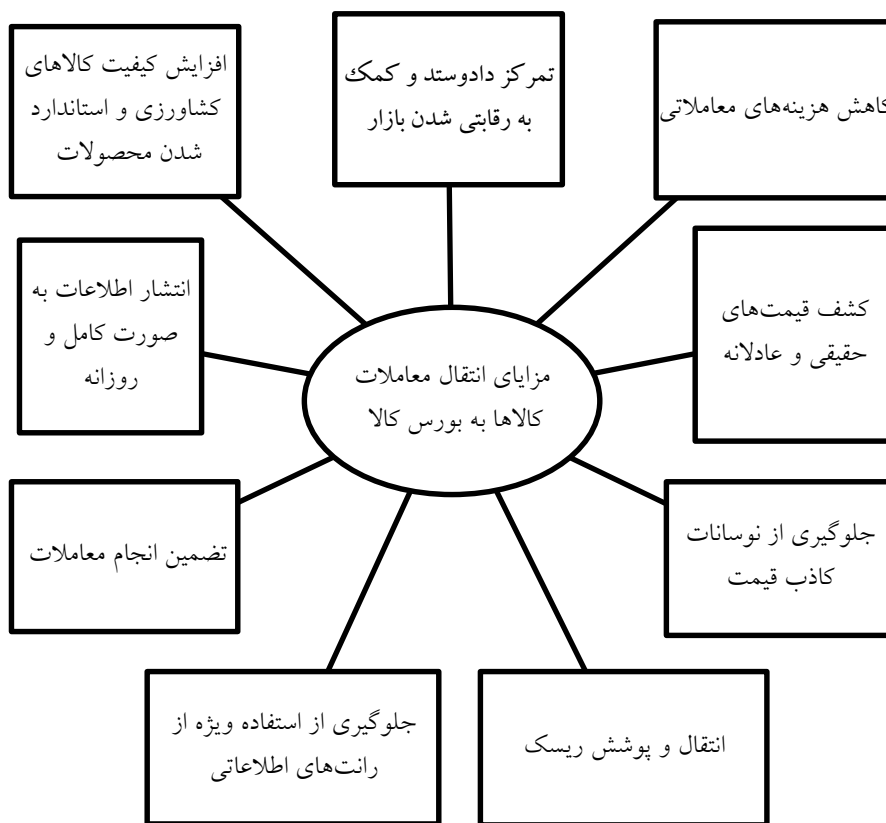 افزایش کیفیت کالاهای
کشاورزی و استاندارد
شدن محصولات
تمرکز دادوستد و کمک
به رقابتی شدن بازار
کاهش هزینه‌های معاملاتی
انتشار اطلاعات به
صورت کامل و
روزانه
کشف قیمت‌های
حقیقی و عادلانه
مزایای انتقال معاملات
کالاها به بورس کالا
تضمین انجام معاملات
جلوگیری از نوسانات
کاذب قیمت
جلوگیری از استفاده ویژه از
رانت‌های اطلاعاتی
انتقال و پوشش ریسک